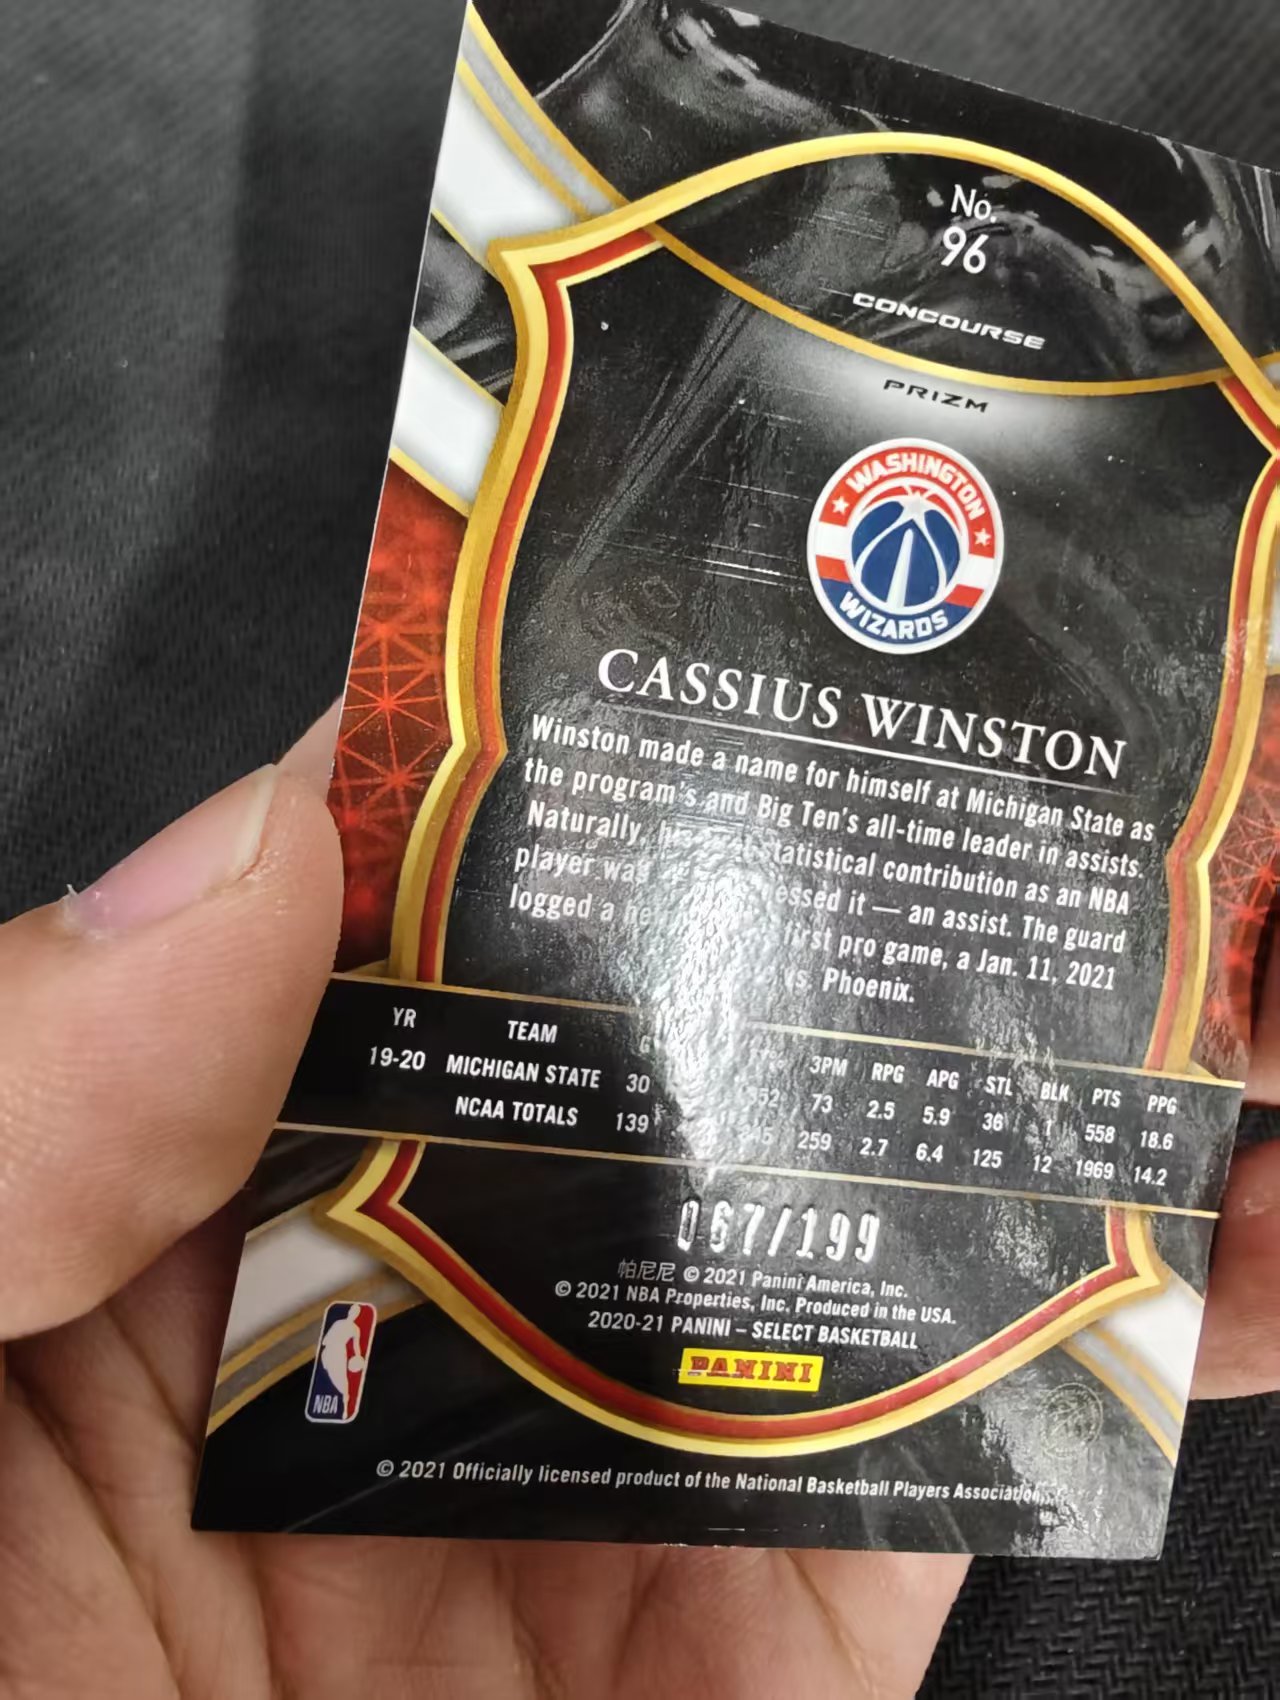 No.
96
CONCOURSE
PRIZM
WASHINGTON
WIZARDS
CASSIUS WINSTON
Winston made a name for himself at Michigan State as
the program's and Big Ten's all-time leader in assists.
Naturally, statistical contribution as an NBA
player was it — an assist. The guard
logged a first pro game, a Jan. 11, 2021
Phoenix.
YR TEAM 3PM RPG APG STL BLK PTS PPG
19-20 MICHIGAN STATE 30 73 2.5 5.9 36 1 558 18.6
NCAA TOTALS 139 259 2.7 6.4 125 12 1969 14.2
067/199
帕尼尼 © 2021 Panini America, Inc.
© 2021 NBA Properties, Inc. Produced in the USA.
2020-21 PANINI – SELECT BASKETBALL
PANINI
NBA
© 2021 Officially licensed product of the National Basketball Players Association.